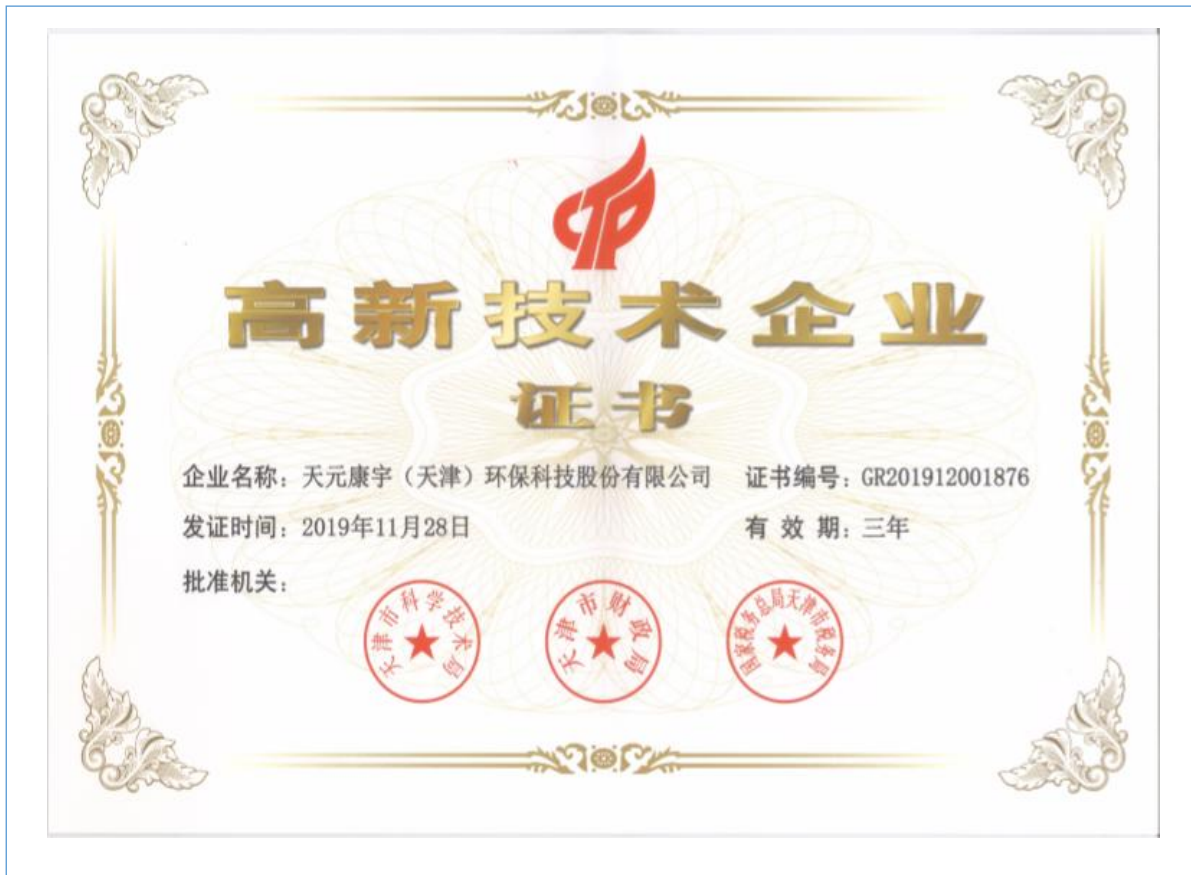 高新技术企业
证书
企业名称：天元康宇（天津）环保科技股份有限公司 证书编号：GR201912001876
发证时间：2019年11月28日 有效期：三年
批准机关：
天津市科学技术局
天津市财政局
国家税务总局天津市税务局